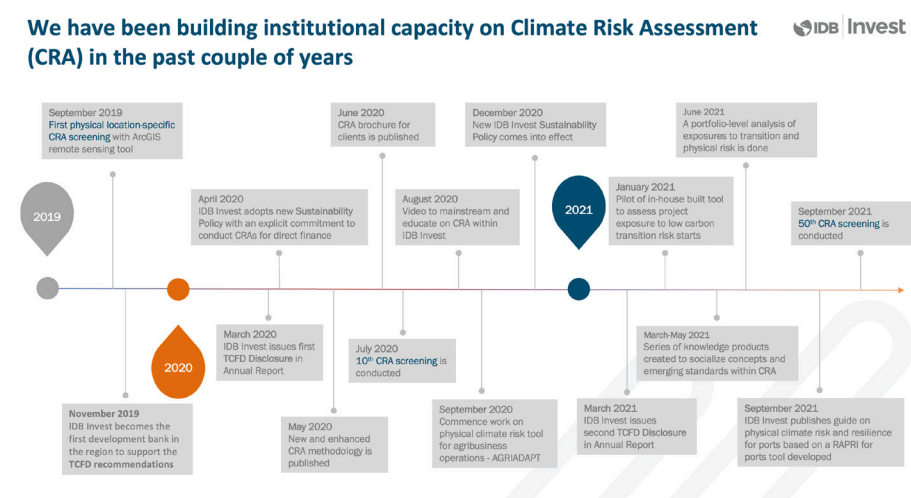 We have been building institutional capacity on Climate Risk Assessment
(CRA) in the past couple of years
IDB Invest
September 2019
First physical location-specific
CRA screening with ArcGIS
remote sensing tool
June 2020
CRA brochure for
clients is published
December 2020
New IDB Invest Sustainability
Policy comes into effect
June 2021
A portfolio-level analysis of
exposures to transition and
physical risk is done
2019
April 2020
IDB Invest adopts new Sustainability
Policy with an explicit commitment to
conduct CRAs for direct finance
August 2020
Video to mainstream and
educate on CRA within
IDB Invest
2021
January 2021
Pilot of in-house built tool
to assess project
exposure to low carbon
transition risk starts
September 2021
50th CRA screening is
conducted
March 2020
IDB Invest issues first
TCFD Disclosure in
Annual Report
2020
July 2020
10th CRA screening is
conducted
March-May 2021
Series of knowledge products
created to socialize concepts and
emerging standards within CRA
November 2019
IDB Invest becomes the
first development bank in
the region to support the
TCFD recommendations
May 2020
New and enhanced
CRA methodology is
published
September 2020
Commence work on
physical climate risk tool
for agribusiness
operations - AGRIADAPT
March 2021
IDB Invest issues
second TCFD Disclosure
in Annual Report
September 2021
IDB Invest publishes guide on
physical climate risk and resilience
for ports based on a RAPRI for
ports tool developed